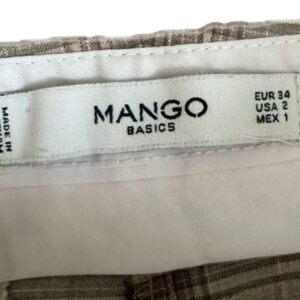 MANGO
BASICS
EUR 34
USA 2
MEX 1
MADE IN